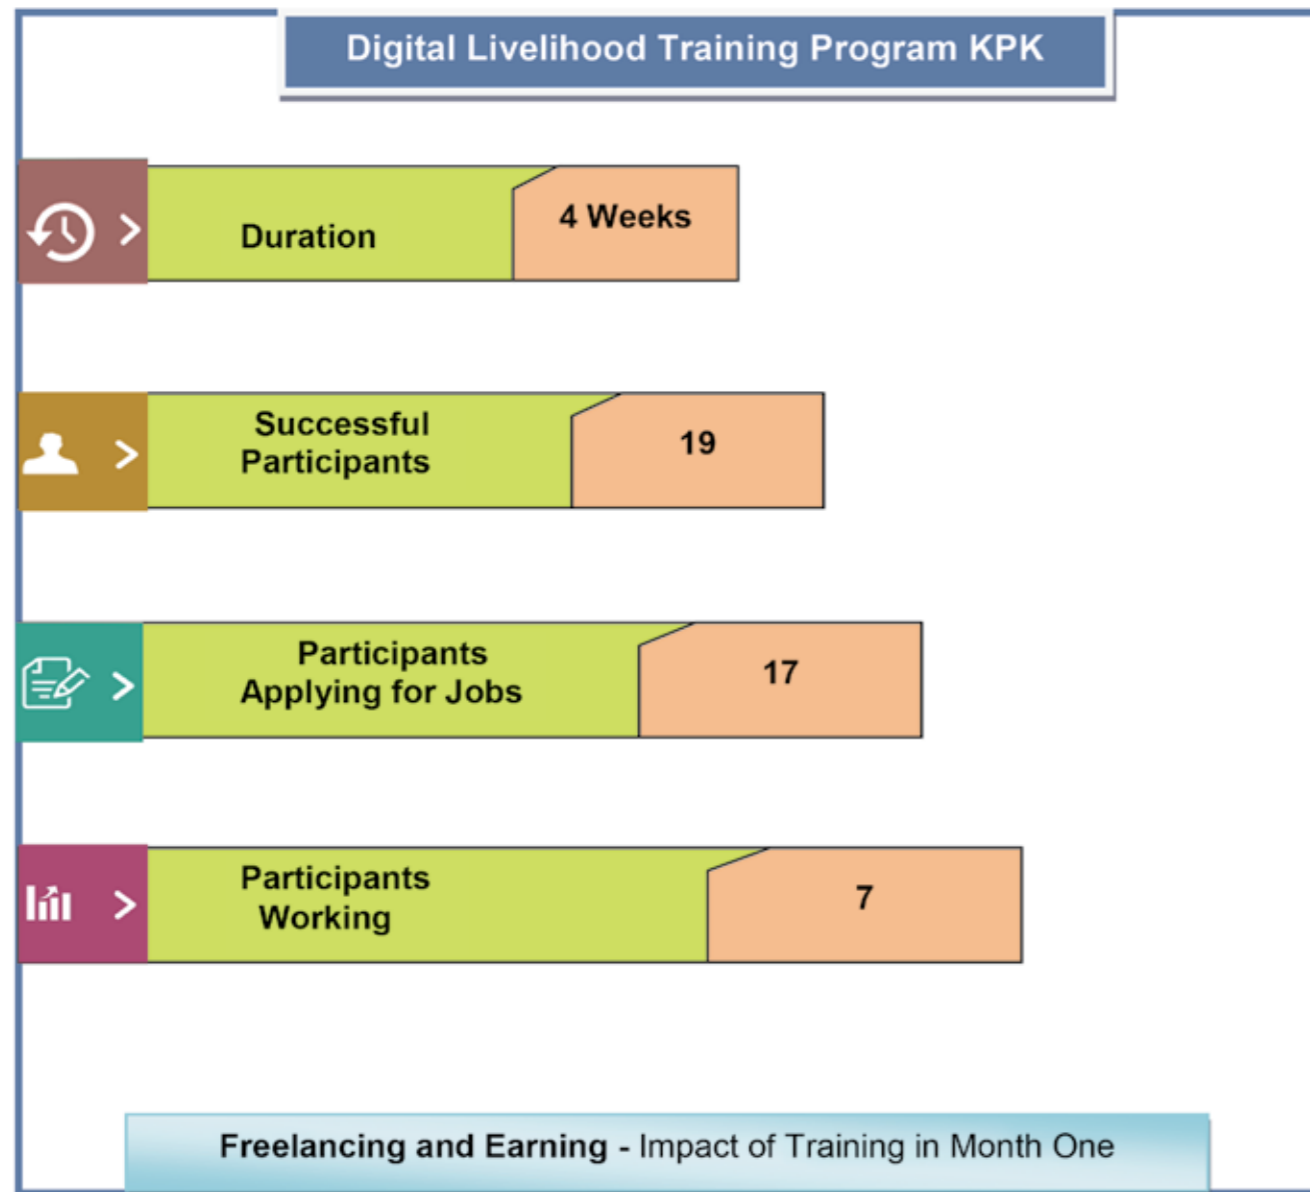 Digital Livelihood Training Program KPK
Duration
4 Weeks
Successful
Participants
19
Participants
Applying for Jobs
17
Participants
Working
7
Freelancing and Earning - Impact of Training in Month One